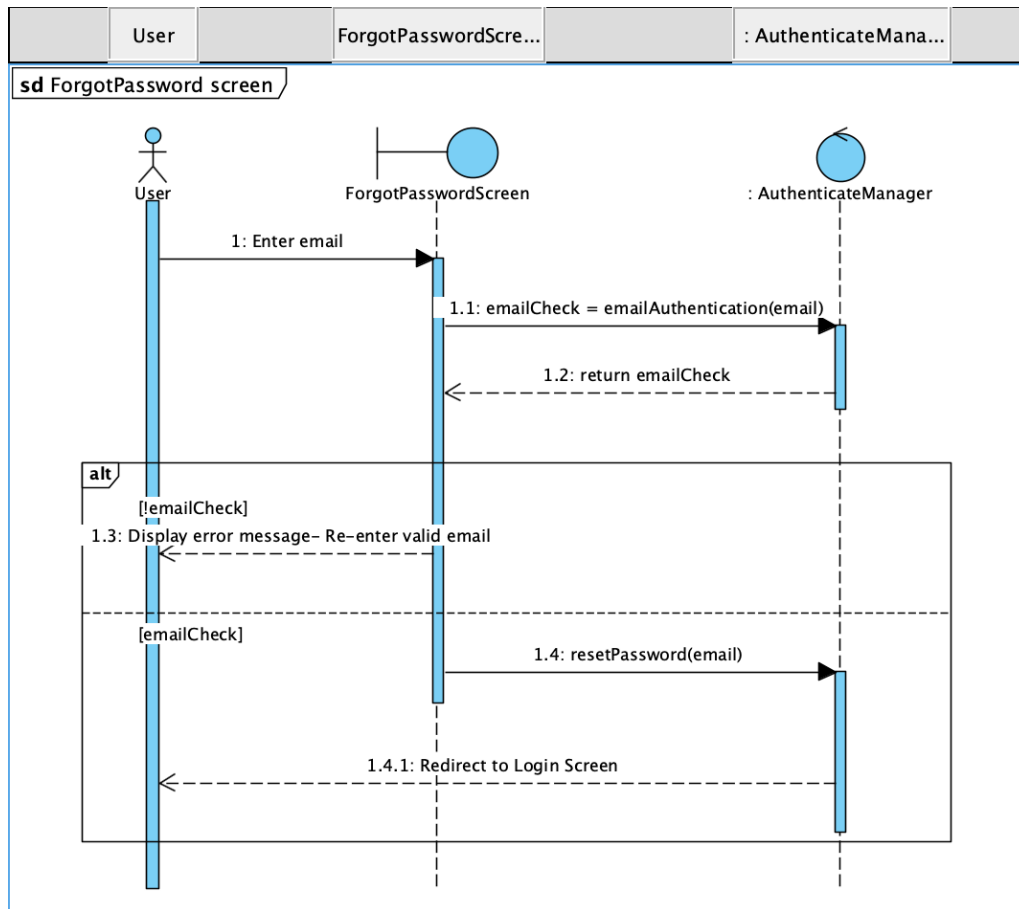 User
ForgotPasswordScre...
: AuthenticateMana...
sd ForgotPassword screen
User
ForgotPasswordScreen
: AuthenticateManager
1: Enter email
1.1: emailCheck = emailAuthentication(email)
1.2: return emailCheck
alt
[!emailCheck]
1.3: Display error message- Re-enter valid email
[emailCheck]
1.4: resetPassword(email)
1.4.1: Redirect to Login Screen